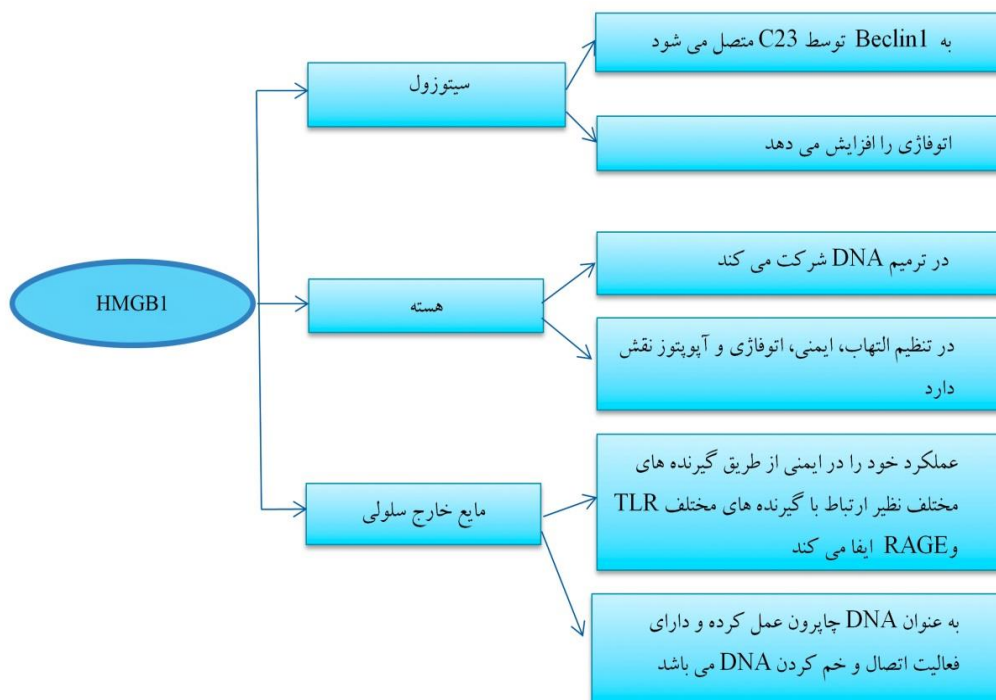 HMGB1
سیتوزول
به Beclin1 توسط C23 متصل می شود
اتوفاژی را افزایش می دهد
هسته
در ترمیم DNA شرکت می کند
در تنظیم التهاب، ایمنی، اتوفاژی و آپوپتوز نقش
دارد
مایع خارج سلولی
عملکرد خود را در ایمنی از طریق گیرنده های
مختلف نظیر ارتباط با گیرنده های مختلف TLR
وRAGE ایفا می کند
به عنوان DNA چاپرون عمل کرده و دارای
فعالیت اتصال و خم کردن DNA می باشد